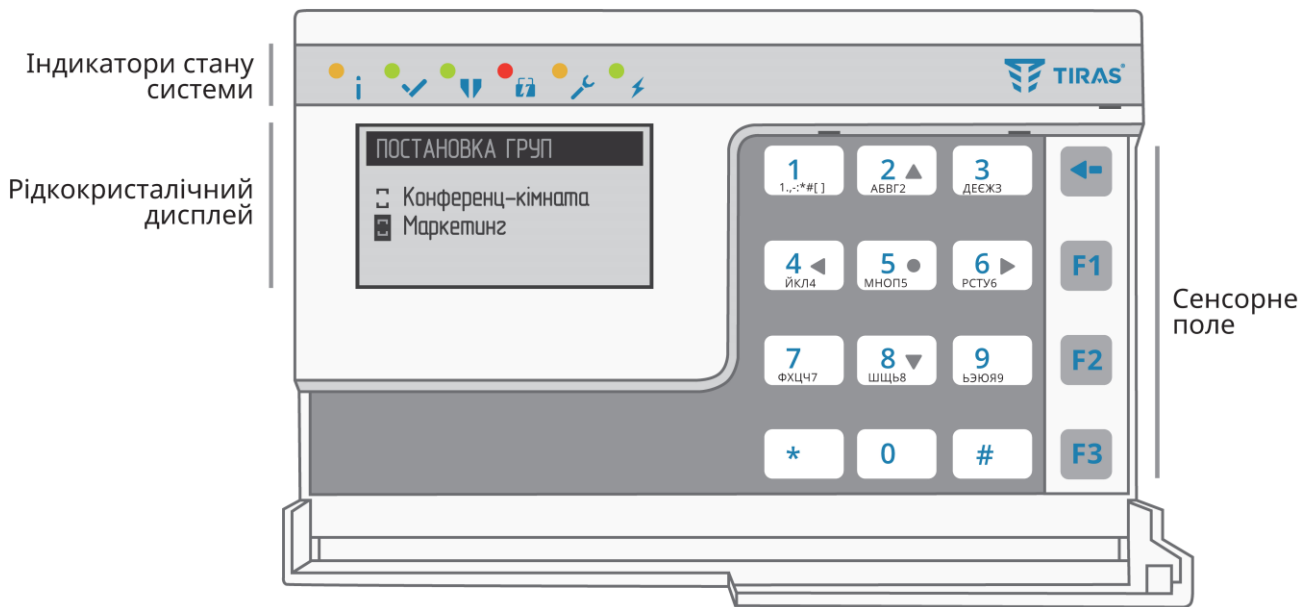 Індикатори стану
системи
i
TIRAS
Рідкокристалічний
дисплей
ПОСТАНОВКА ГРУП
Конференц-кімната
Маркетинг
1
1.,-:*#[ ]
2
АБВГ2
3
ДЕЄЖЗ
4
ЙКЛ4
5
МНОП5
6
РСТУ6
F1
7
ФХЦЧ7
8
ШЩЬ8
9
ЬЭЮЯ9
F2
*
0
#
F3
Сенсорне
поле